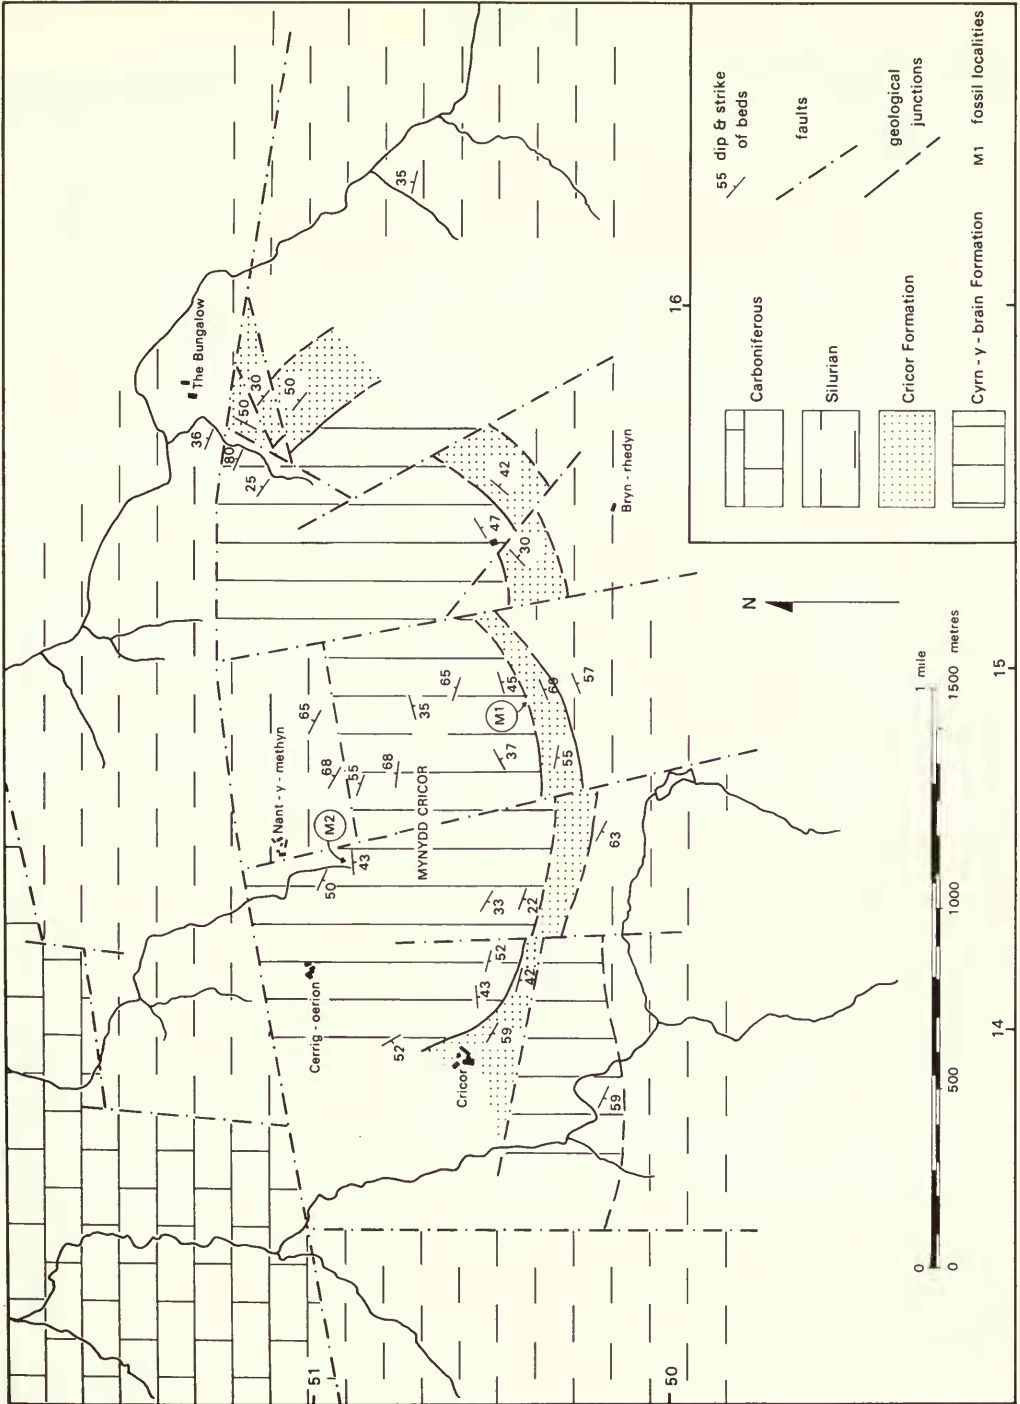 The Bungalow
36
50
80
30
25
50
35
Nant - y - methyn
65
M2
68
55
Cerrig - oerion
50
43
68
35
65
52
MYNYDD CRICOR
43
52
33
37
M1
45
47
42
30
Cricor
59
42
22
55
57
59
63
Bryn - rhedyn
51
50
14
15
16
N
0
1 mile
0
500
1000
1500 metres
Carboniferous
Silurian
Cricor Formation
Cyrn - y - brain Formation
55 dip & strike
of beds
faults
geological
junctions
M1 fossil localities